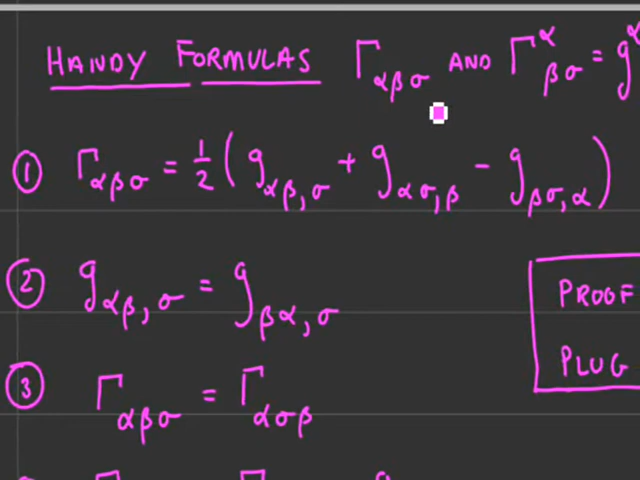 HANDY FORMULAS Γαβσ AND Γ^α_βσ = g^α
① Γαβσ = 1/2 ( gαβ,σ + gασ,β − gβσ,α )
② gαβ,σ = gβα,σ
PROOF
PLUG
③ Γαβσ = Γασβ